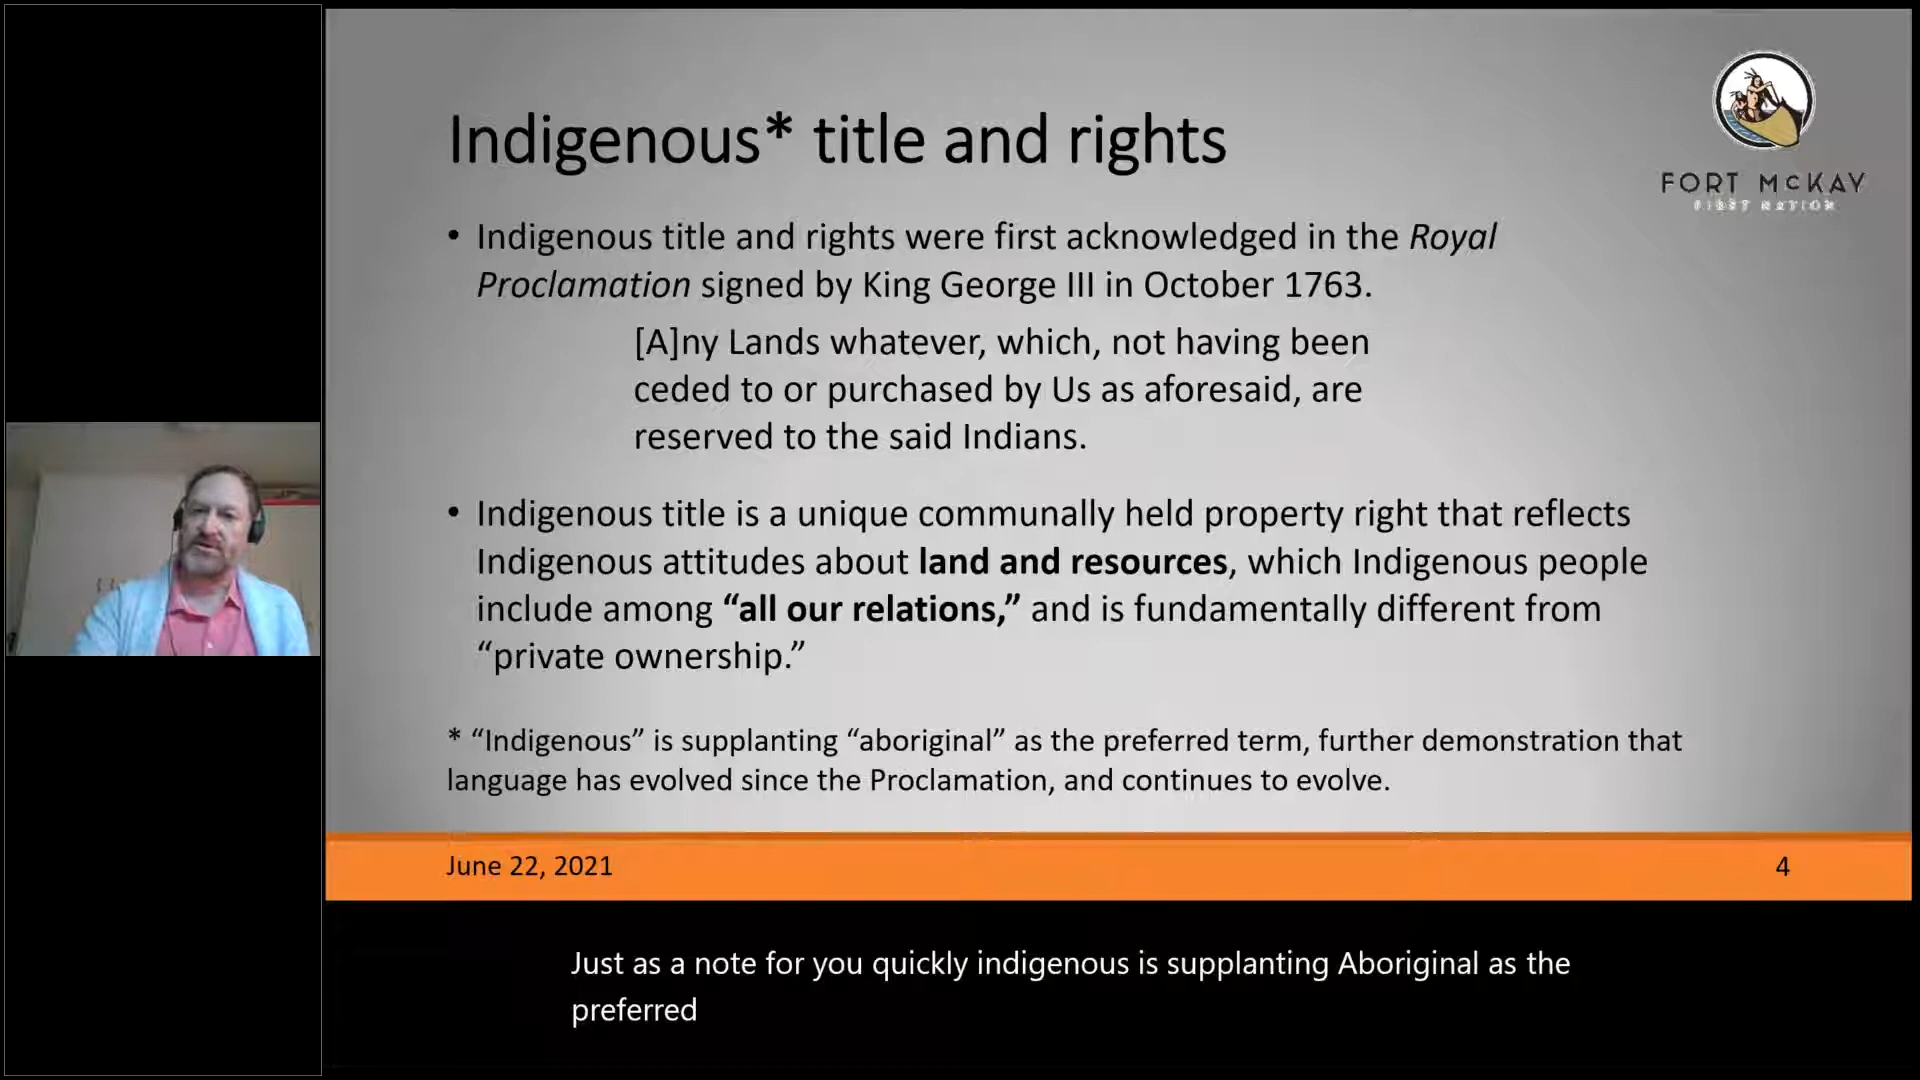 Indigenous* title and rights
FORT McKAY
FIRST NATION
• Indigenous title and rights were first acknowledged in the Royal
Proclamation signed by King George III in October 1763.
[A]ny Lands whatever, which, not having been
ceded to or purchased by Us as aforesaid, are
reserved to the said Indians.
• Indigenous title is a unique communally held property right that reflects
Indigenous attitudes about land and resources, which Indigenous people
include among “all our relations,” and is fundamentally different from
“private ownership.”
* “Indigenous” is supplanting “aboriginal” as the preferred term, further demonstration that
language has evolved since the Proclamation, and continues to evolve.
June 22, 2021
4
Just as a note for you quickly indigenous is supplanting Aboriginal as the
preferred